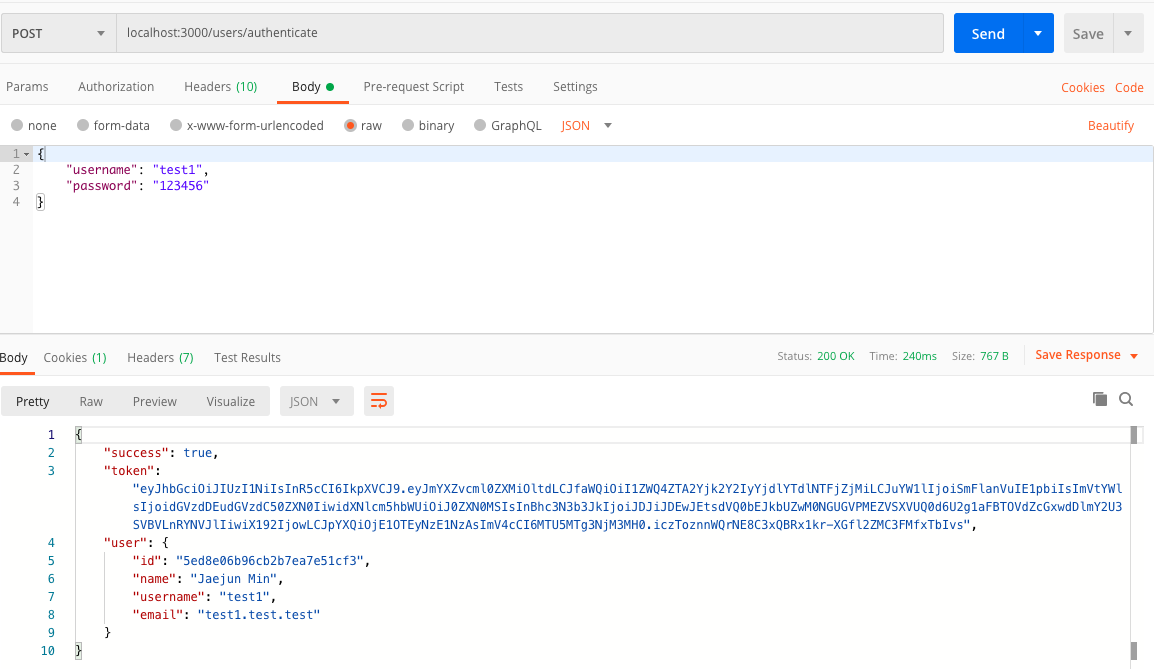 POST localhost:3000/users/authenticate Send Save
Params Authorization Headers (10) Body Pre-request Script Tests Settings Cookies Code
none form-data x-www-form-urlencoded raw binary GraphQL JSON Beautify
1 {
2 "username": "test1",
3 "password": "123456"
4 }
Body Cookies (1) Headers (7) Test Results Status: 200 OK Time: 240ms Size: 767 B Save Response
Pretty Raw Preview Visualize JSON
1 {
2 "success": true,
3 "token":
"eyJhbGciOiJIUzI1NiIsInR5cCI6IkpXVCJ9.eyJmYXZvcml0ZXMiOltdLCJfaWQiOiI1ZWQ4ZTA2Yjk2Y2IyYjdlYTdlNTFjZjMiLCJuYW1lIjoiSmFlanVuIE1pbiIsImVtYWl
sIjoidGVzdDEudGVzdC50ZXN0IiwidXNlcm5hbWUiOiJ0ZXN0MSIsInBhc3N3b3JkIjoiJDJiJDEwJEtsdVQ0bEJkbUZwM0NGUGVPMEZVSXVUQ0d6U2g1aFBTOVdZcGxwdDlmY2U3
SVBVLnRYNVJlIiwiX192IjowLCJpYXQiOjE1OTEyNzE1NzAsImV4cCI6MTU5MTg3NjM3MH0.iczToznnWQrNE8C3xQBRx1kr-XGfl2ZMC3FMfxTbIvs",
4 "user": {
5 "id": "5ed8e06b96cb2b7ea7e51cf3",
6 "name": "Jaejun Min",
7 "username": "test1",
8 "email": "test1.test.test"
9 }
10 }